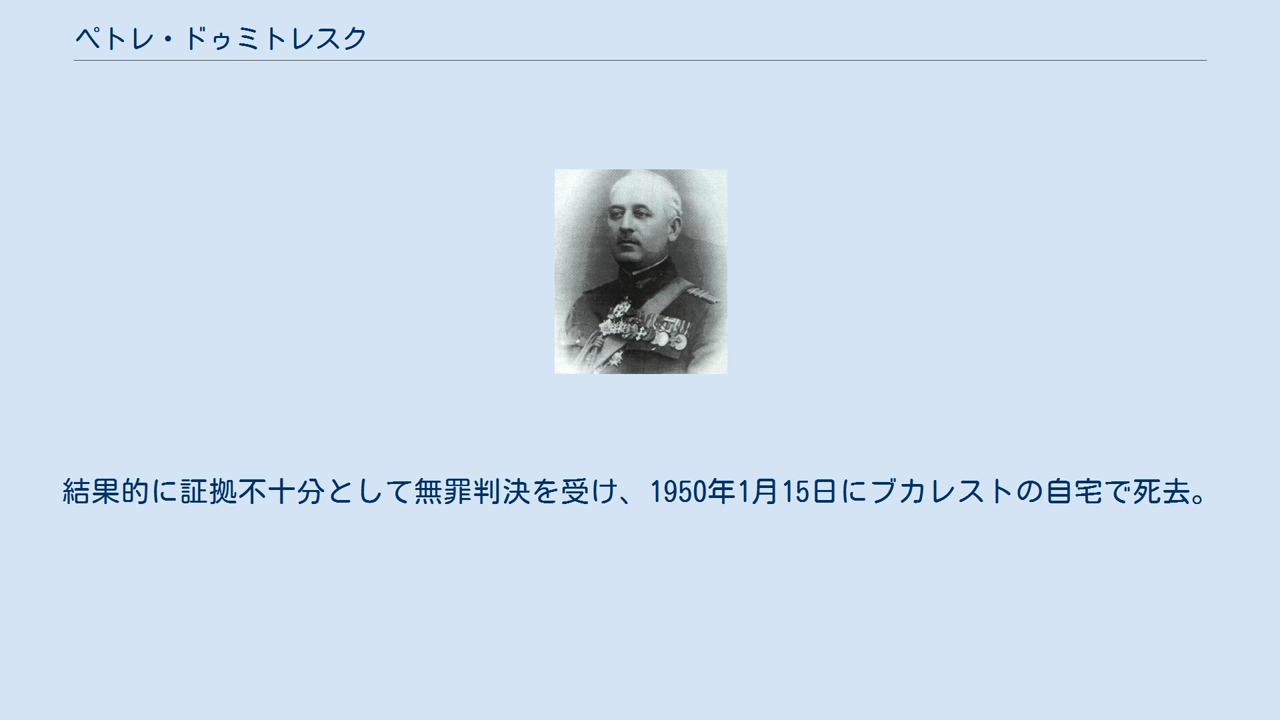 ペトレ・ドゥミトレスク
結果的に証拠不十分として無罪判決を受け、1950年1月15日にブカレストの自宅で死去。